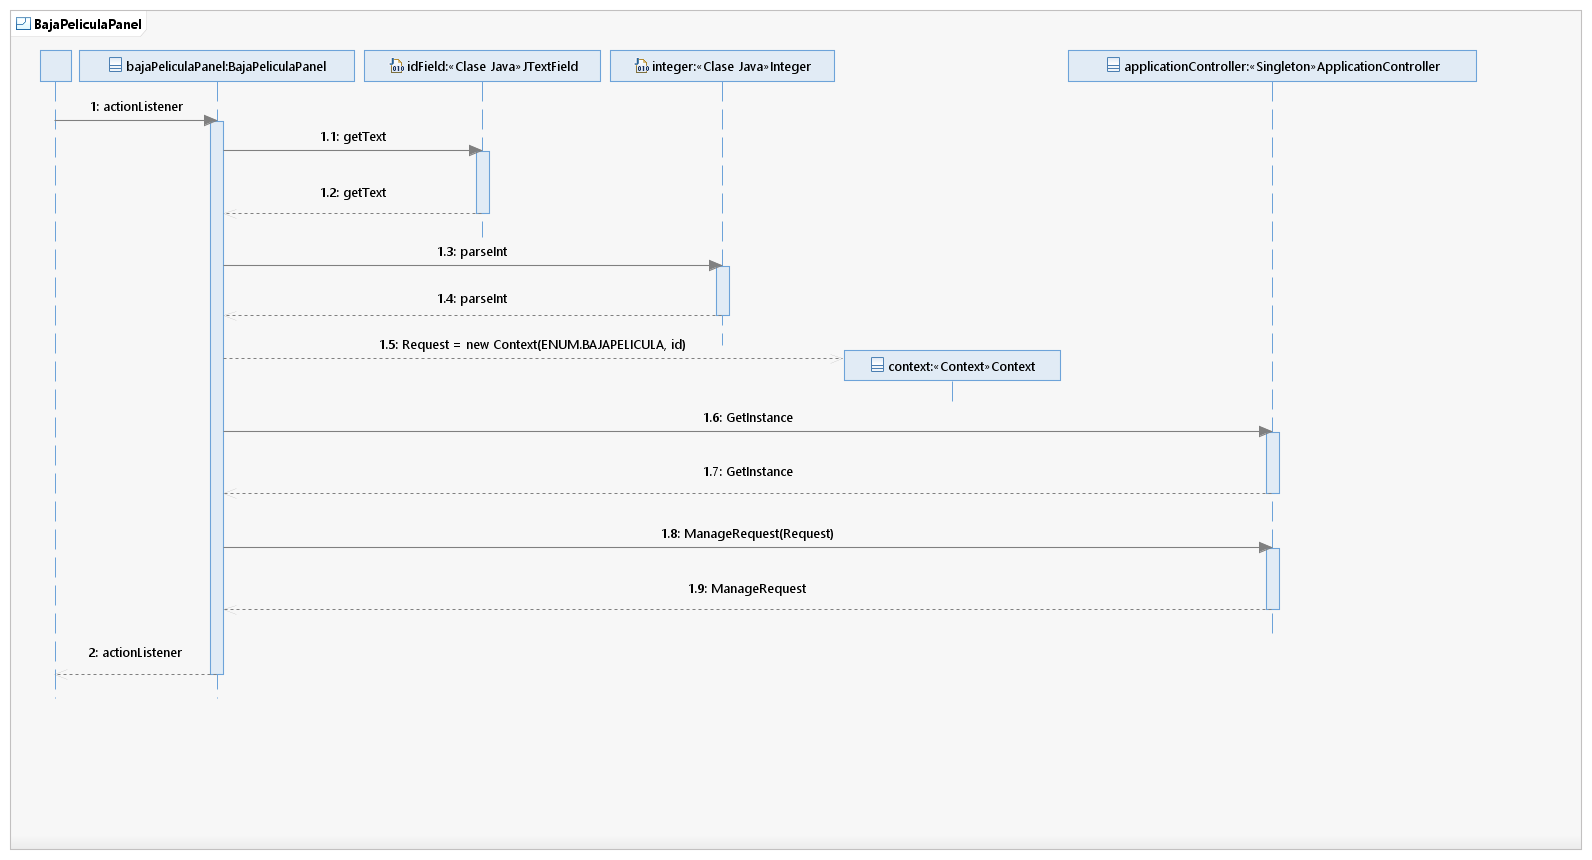 BajaPeliculaPanel
bajaPeliculaPanel:BajaPeliculaPanel
idField:«Clase Java»JTextField
integer:«Clase Java»Integer
applicationController:«Singleton»ApplicationController
1: actionListener
1.1: getText
1.2: getText
1.3: parseInt
1.4: parseInt
1.5: Request = new Context(ENUM.BAJAPELICULA, id)
context:«Context»Context
1.6: GetInstance
1.7: GetInstance
1.8: ManageRequest(Request)
1.9: ManageRequest
2: actionListener